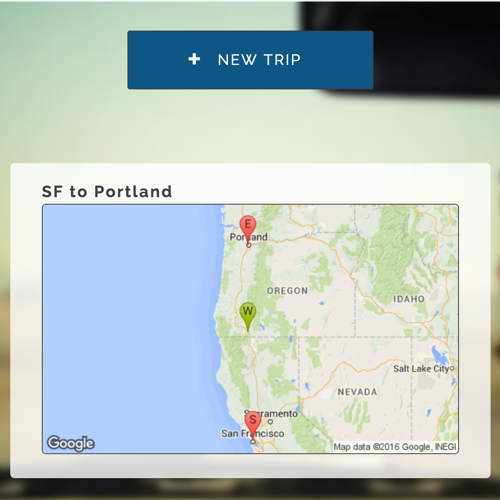 + NEW TRIP
SF to Portland
E
Portland
OREGON
IDAHO
W
Salt Lake City
NEVADA
S
Sacramento
San Francisco
Google
Map data ©2016 Google, INEGI